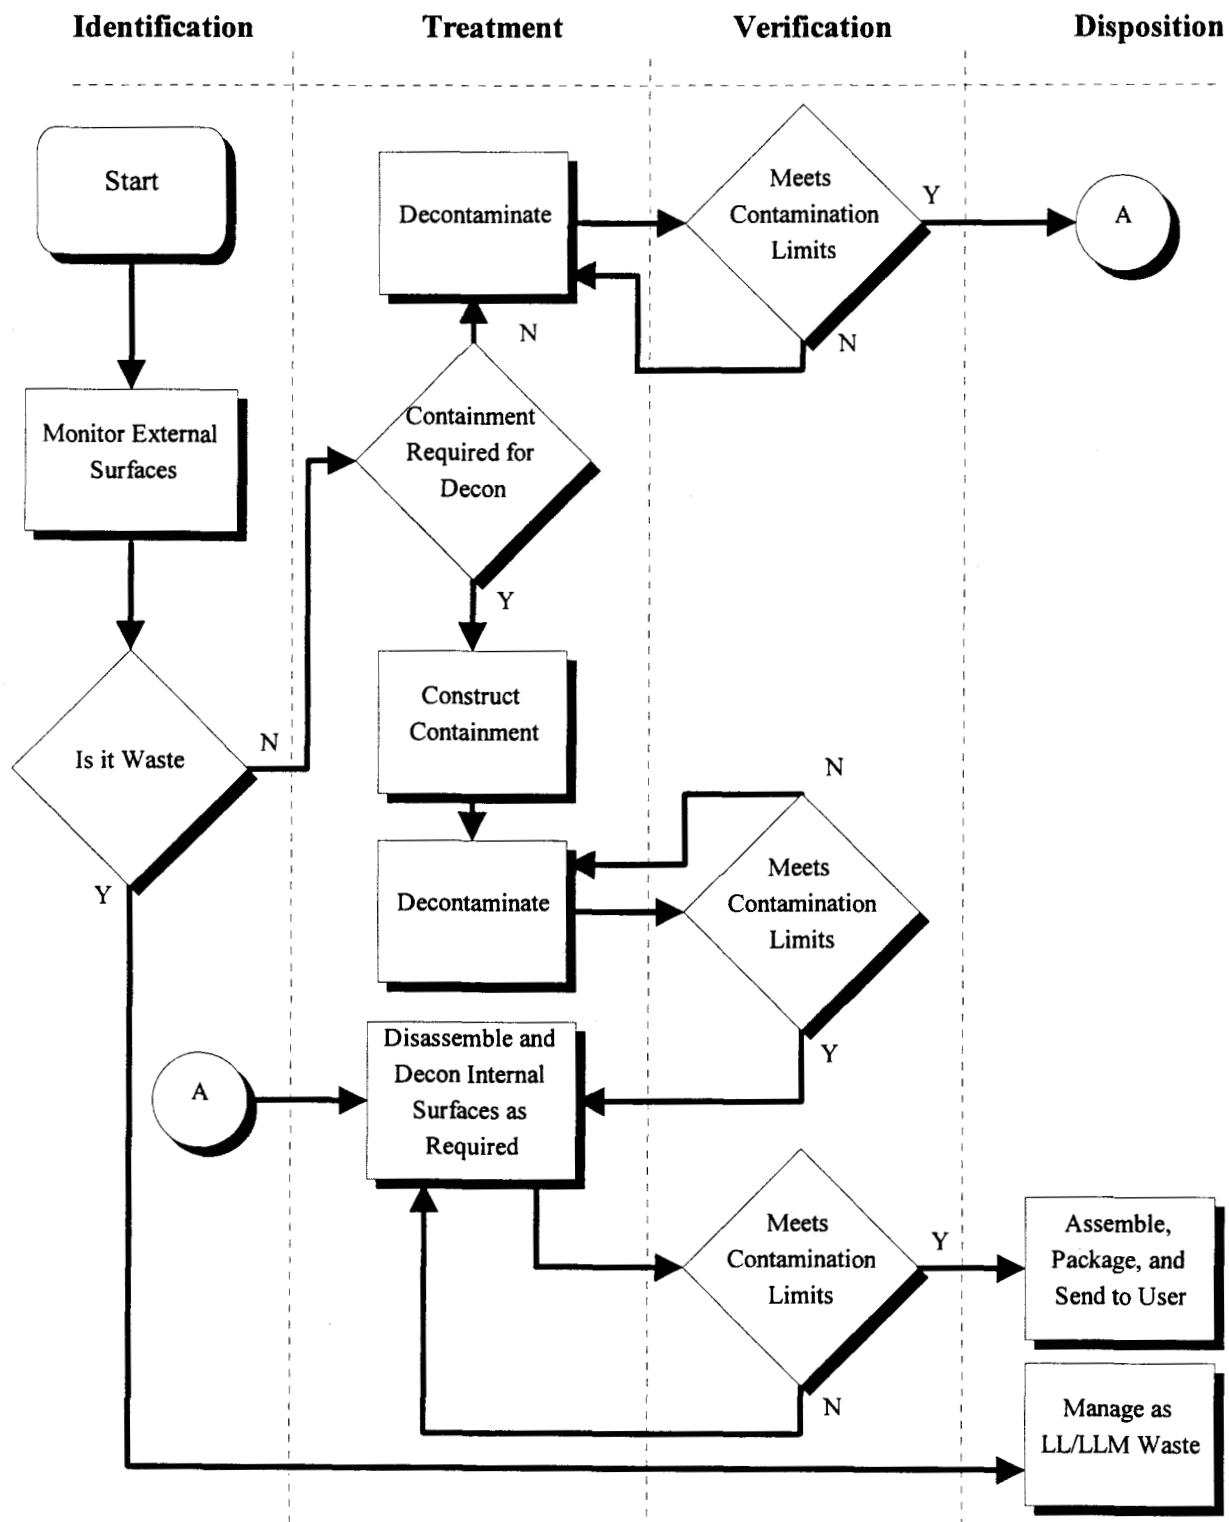 Identification
Treatment
Verification
Disposition
Start
Decontaminate
Meets
Contamination
Limits
Y
A
N
N
Monitor External
Surfaces
Containment
Required for
Decon
Y
Construct
Containment
Is it Waste
N
Y
N
Decontaminate
Meets
Contamination
Limits
Y
A
Disassemble and
Decon Internal
Surfaces as
Required
Meets
Contamination
Limits
Y
N
Assemble,
Package, and
Send to User
Manage as
LL/LLM Waste